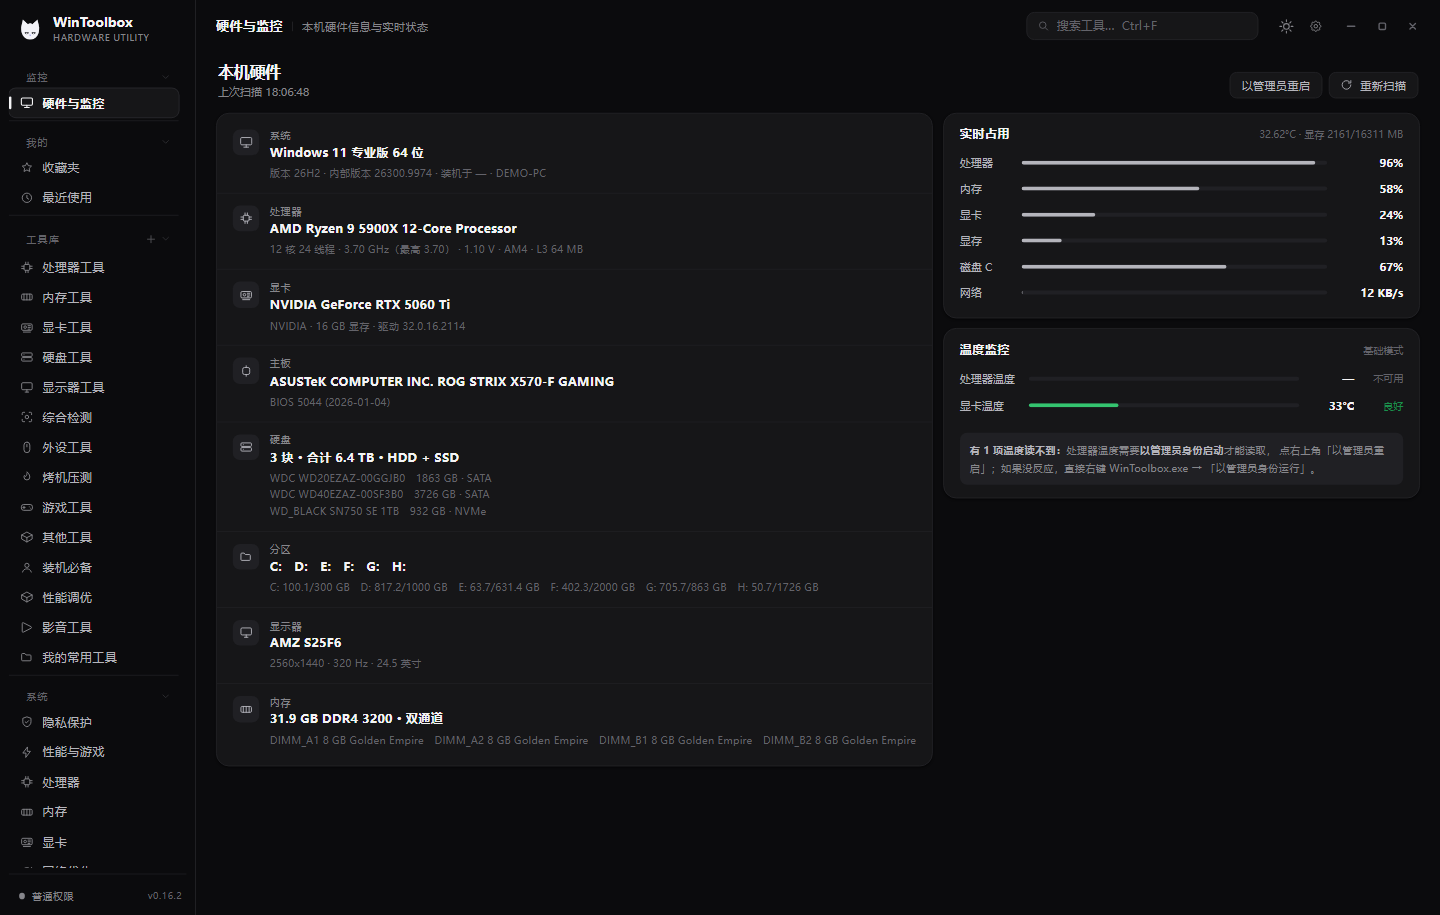 WinToolbox
HARDWARE UTILITY
监控
硬件与监控
我的
收藏夹
最近使用
工具库
处理器工具
内存工具
显卡工具
硬盘工具
显示器工具
综合检测
外设工具
烤机压测
游戏工具
其他工具
装机必备
性能调优
影音工具
我的常用工具
系统
隐私保护
性能与游戏
处理器
内存
显卡
普通权限 v0.16.2
硬件与监控 本机硬件信息与实时状态
搜索工具... Ctrl+F
本机硬件
上次扫描 18:06:48
以管理员重启 重新扫描
系统
Windows 11 专业版 64 位
版本 26H2 · 内部版本 26300.9974 · 装机于 — · DEMO-PC
处理器
AMD Ryzen 9 5900X 12-Core Processor
12 核 24 线程 · 3.70 GHz（最高 3.70） · 1.10 V · AM4 · L3 64 MB
显卡
NVIDIA GeForce RTX 5060 Ti
NVIDIA · 16 GB 显存 · 驱动 32.0.16.2114
主板
ASUSTeK COMPUTER INC. ROG STRIX X570-F GAMING
BIOS 5044 (2026-01-04)
硬盘
3 块 · 合计 6.4 TB · HDD + SSD
WDC WD20EZAZ-00GGJB0 1863 GB · SATA
WDC WD40EZAZ-00SF3B0 3726 GB · SATA
WD_BLACK SN750 SE 1TB 932 GB · NVMe
分区
C: D: E: F: G: H:
C: 100.1/300 GB D: 817.2/1000 GB E: 63.7/631.4 GB F: 402.3/2000 GB G: 705.7/863 GB H: 50.7/1726 GB
显示器
AMZ S25F6
2560x1440 · 320 Hz · 24.5 英寸
内存
31.9 GB DDR4 3200 · 双通道
DIMM_A1 8 GB Golden Empire DIMM_A2 8 GB Golden Empire DIMM_B1 8 GB Golden Empire DIMM_B2 8 GB Golden Empire
实时占用 32.62°C · 显存 2161/16311 MB
处理器 96%
内存 58%
显卡 24%
显存 13%
磁盘 C 67%
网络 12 KB/s
温度监控 基础模式
处理器温度 — 不可用
显卡温度 33°C 良好
有 1 项温度读不到：处理器温度需要以管理员身份启动才能读取， 点右上角「以管理员重
启」；如果没反应，直接右键 WinToolbox.exe → 「以管理员身份运行」。